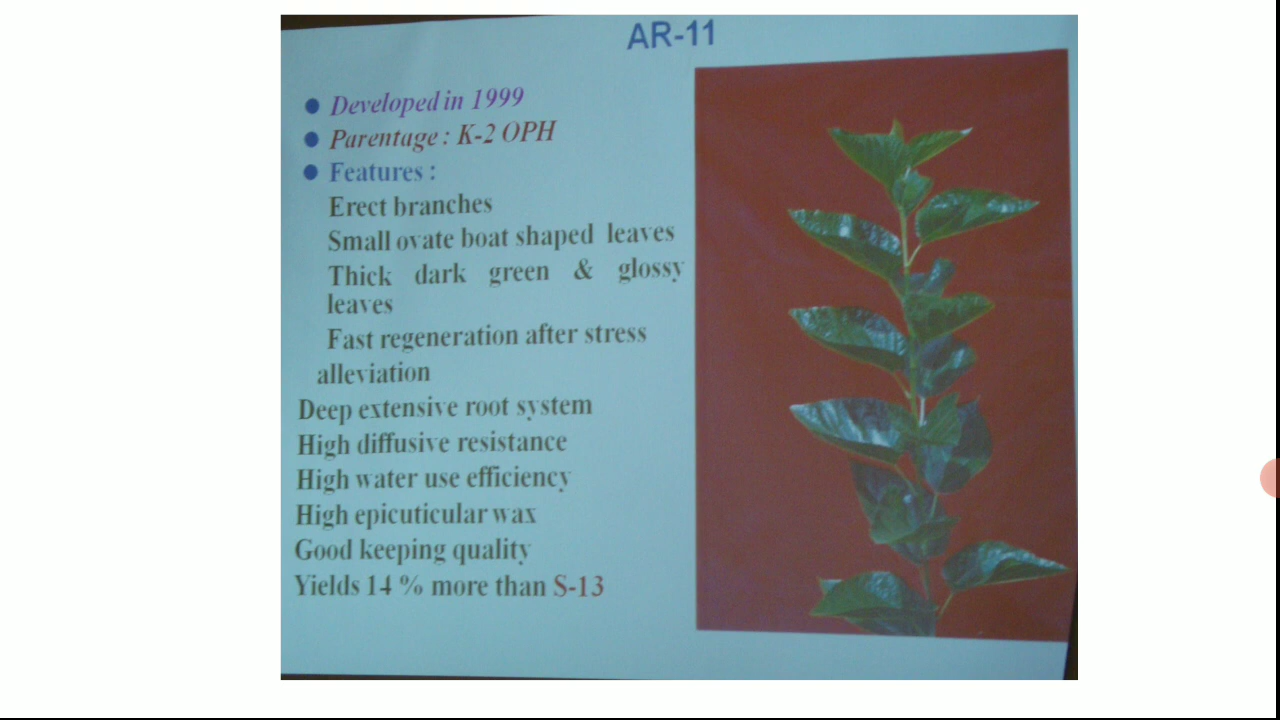 AR-11
Developed in 1999
Parentage : K-2 OPH
Features :
Erect branches
Small ovate boat shaped leaves
Thick dark green & glossy
leaves
Fast regeneration after stress
alleviation
Deep extensive root system
High diffusive resistance
High water use efficiency
High epicuticular wax
Good keeping quality
Yields 14 % more than S-13